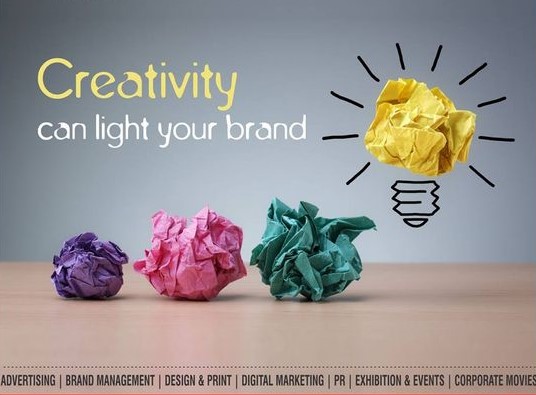 Creativity
can light your brand
ADVERTISING | BRAND MANAGEMENT | DESIGN & PRINT | DIGITAL MARKETING | PR | EXHIBITION & EVENTS | CORPORATE MOVIES